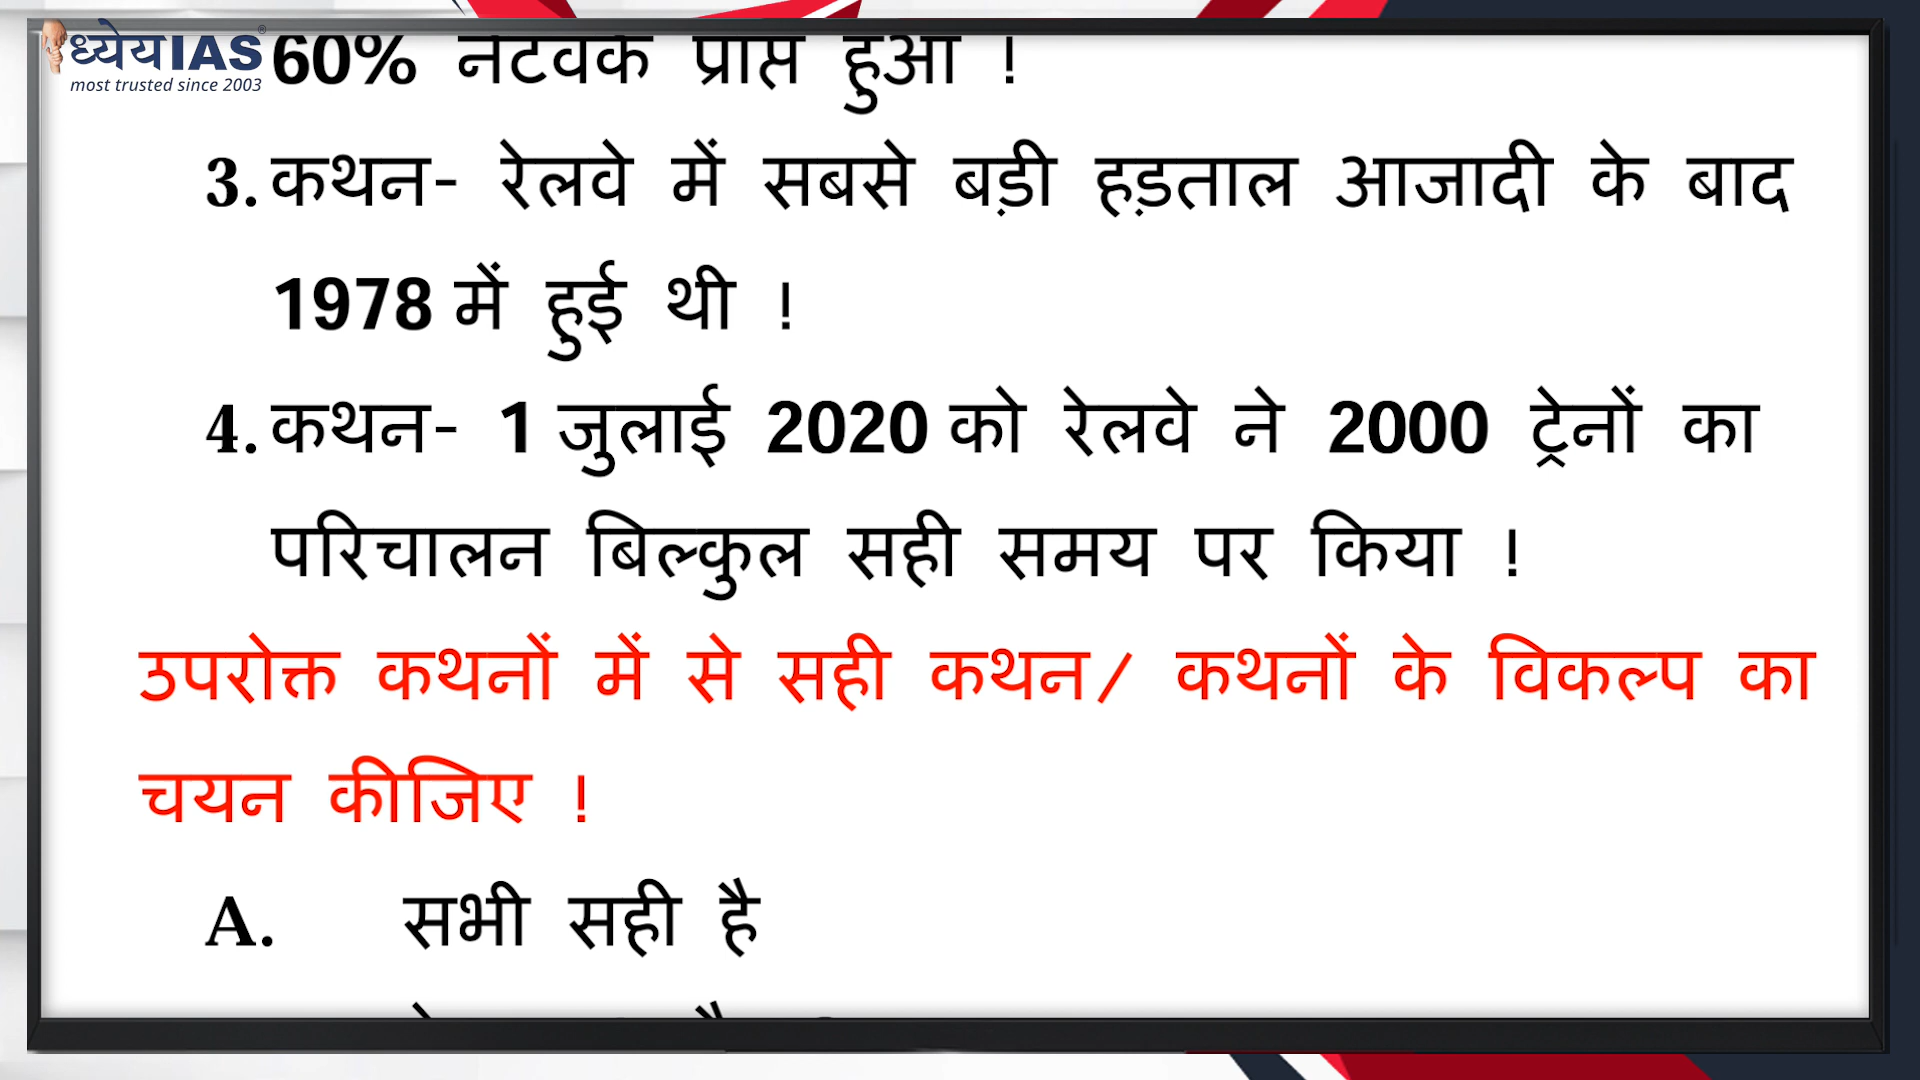 ध्येयIAS®
most trusted since 2003
60% नेटवर्क प्राप्त हुआ !
3. कथन- रेलवे में सबसे बड़ी हड़ताल आजादी के बाद
1978 में हुई थी !
4. कथन- 1 जुलाई 2020 को रेलवे ने 2000 ट्रेनों का
परिचालन बिल्कुल सही समय पर किया !
उपरोक्त कथनों में से सही कथन/ कथनों के विकल्प का
चयन कीजिए !
A. सभी सही है